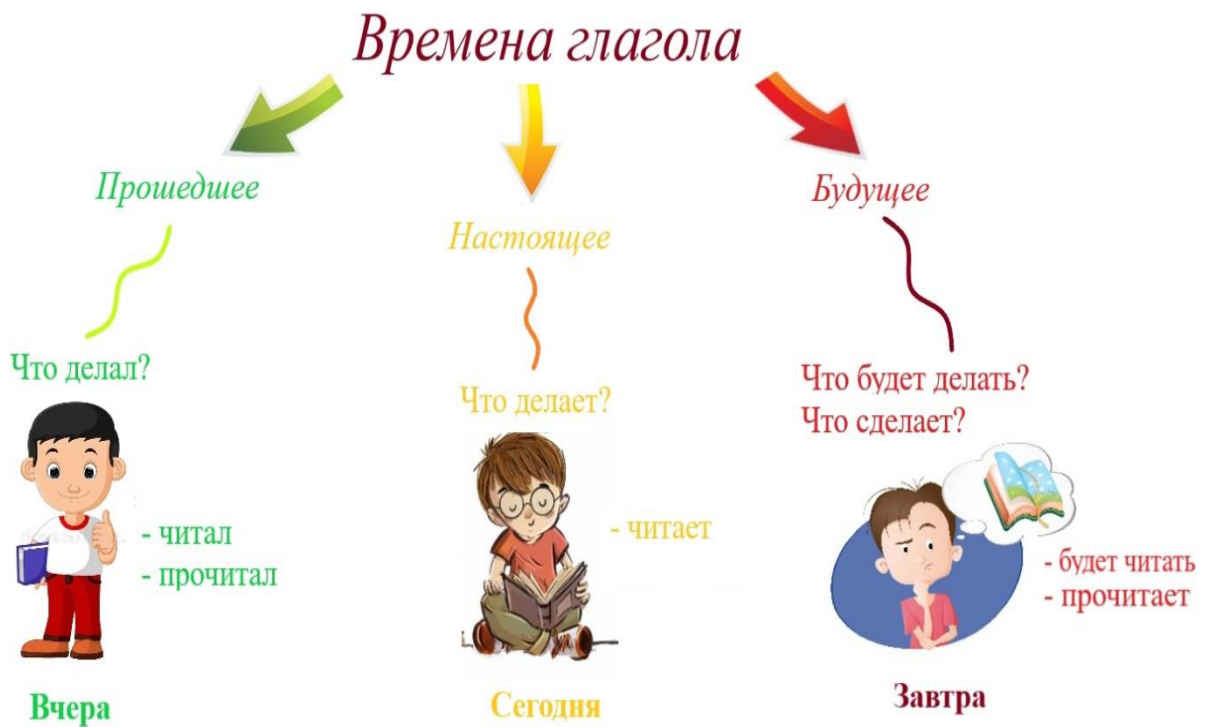 Времена глагола
Прошедшее
Что делал?
- читал
- прочитал
Вчера
Настоящее
Что делает?
- читает
Сегодня
Будущее
Что будет делать?
Что сделает?
- будет читать
- прочитает
Завтра